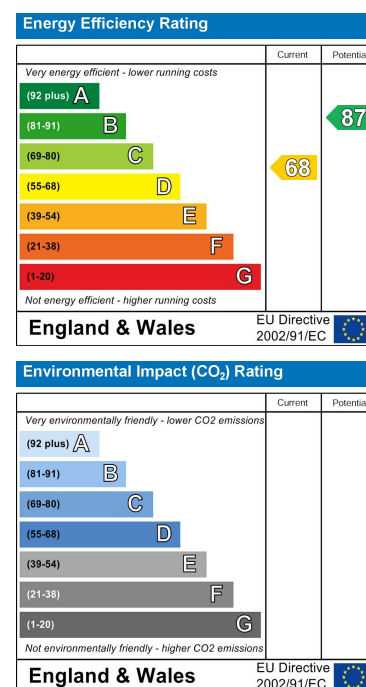 Energy Efficiency Rating
Current Potentia
Very energy efficient - lower running costs
(92 plus) A
(81-91) B
87
(69-80) C
68
(55-68) D
(39-54) E
(21-38) F
(1-20) G
Not energy efficient - higher running costs
England & Wales
EU Directive
2002/91/EC
Environmental Impact (CO₂) Rating
Current Potentia
Very environmentally friendly - lower CO2 emissions
(92 plus) A
(81-91) B
(69-80) C
(55-68) D
(39-54) E
(21-38) F
(1-20) G
Not environmentally friendly - higher CO2 emissions
England & Wales
EU Directive
2002/91/EC